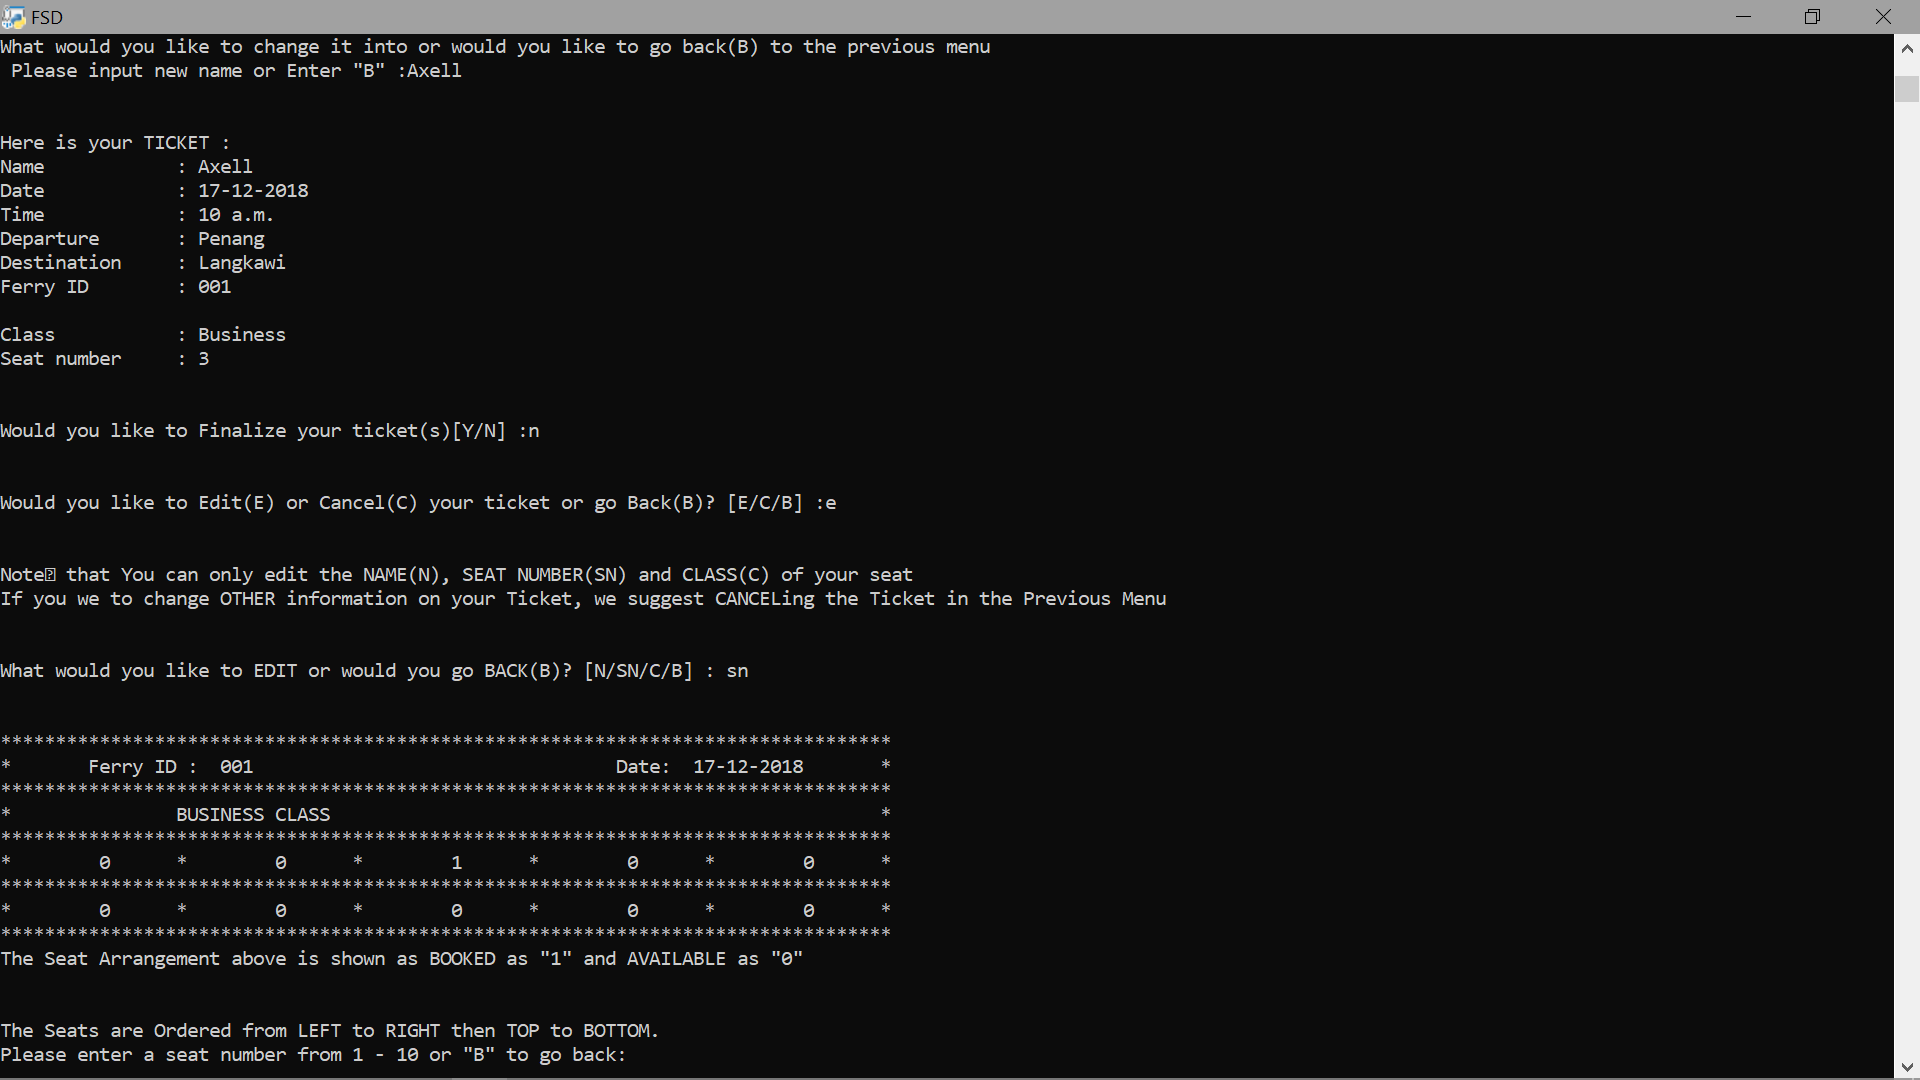 FSD
What would you like to change it into or would you like to go back(B) to the previous menu
 Please input new name or Enter "B" :Axell
Here is your TICKET :
Name            : Axell
Date            : 17-12-2018
Time            : 10 a.m.
Departure       : Penang
Destination     : Langkawi
Ferry ID        : 001
Class           : Business
Seat number     : 3
Would you like to Finalize your ticket(s)[Y/N] :n
Would you like to Edit(E) or Cancel(C) your ticket or go Back(B)? [E/C/B] :e
Note⍰ that You can only edit the NAME(N), SEAT NUMBER(SN) and CLASS(C) of your seat
If you we to change OTHER information on your Ticket, we suggest CANCELing the Ticket in the Previous Menu
What would you like to EDIT or would you go BACK(B)? [N/SN/C/B] : sn
*********************************************************************************
*       Ferry ID :  001                                 Date:  17-12-2018       *
*********************************************************************************
*               BUSINESS CLASS                                                  *
*********************************************************************************
*        0      *        0      *        1      *        0      *        0      *
*********************************************************************************
*        0      *        0      *        0      *        0      *        0      *
*********************************************************************************
The Seat Arrangement above is shown as BOOKED as "1" and AVAILABLE as "0"
The Seats are Ordered from LEFT to RIGHT then TOP to BOTTOM.
Please enter a seat number from 1 - 10 or "B" to go back: